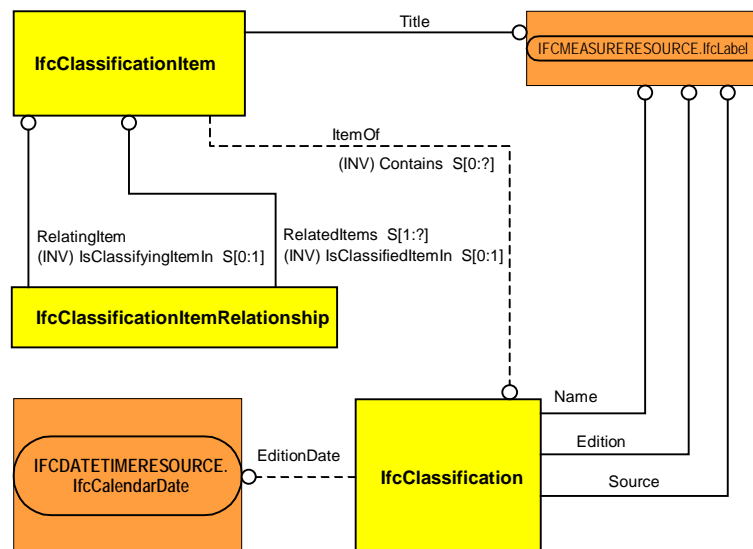 Title
IfcClassificationItem
IFCMEASURERESOURCE.IfcLabel
ItemOf
(INV) Contains S[0:?]
RelatingItem
(INV) IsClassifyingItemIn S[0:1]
RelatedItems S[1:?]
(INV) IsClassifiedItemIn S[0:1]
IfcClassificationItemRelationship
Name
Edition
Source
EditionDate
IfcClassification
IFCDATETIMERESOURCE.
IfcCalendarDate